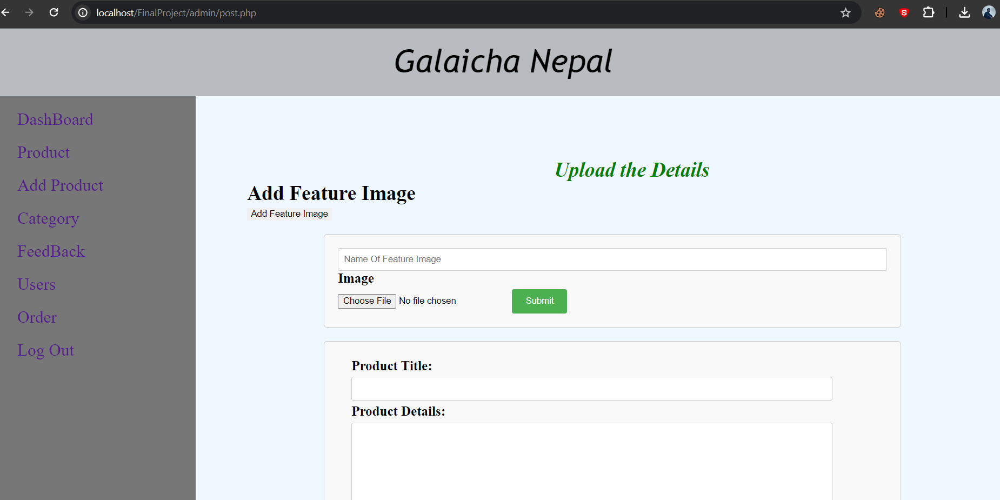 localhost/FinalProject/admin/post.php
S
Galaicha Nepal
DashBoard
Product
Add Product
Category
FeedBack
Users
Order
Log Out
Upload the Details
Add Feature Image
Add Feature Image
Name Of Feature Image
Image
Choose File No file chosen
Submit
Product Title:
Product Details: